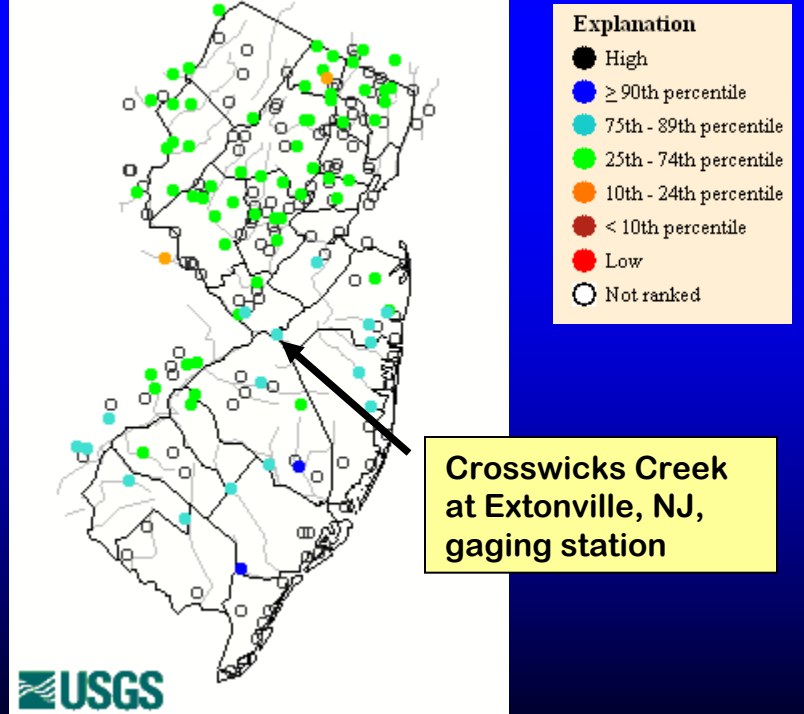 Explanation
High
≥ 90th percentile
75th - 89th percentile
25th - 74th percentile
10th - 24th percentile
< 10th percentile
Low
Not ranked
Crosswicks Creek
at Extonville, NJ,
gaging station
USGS